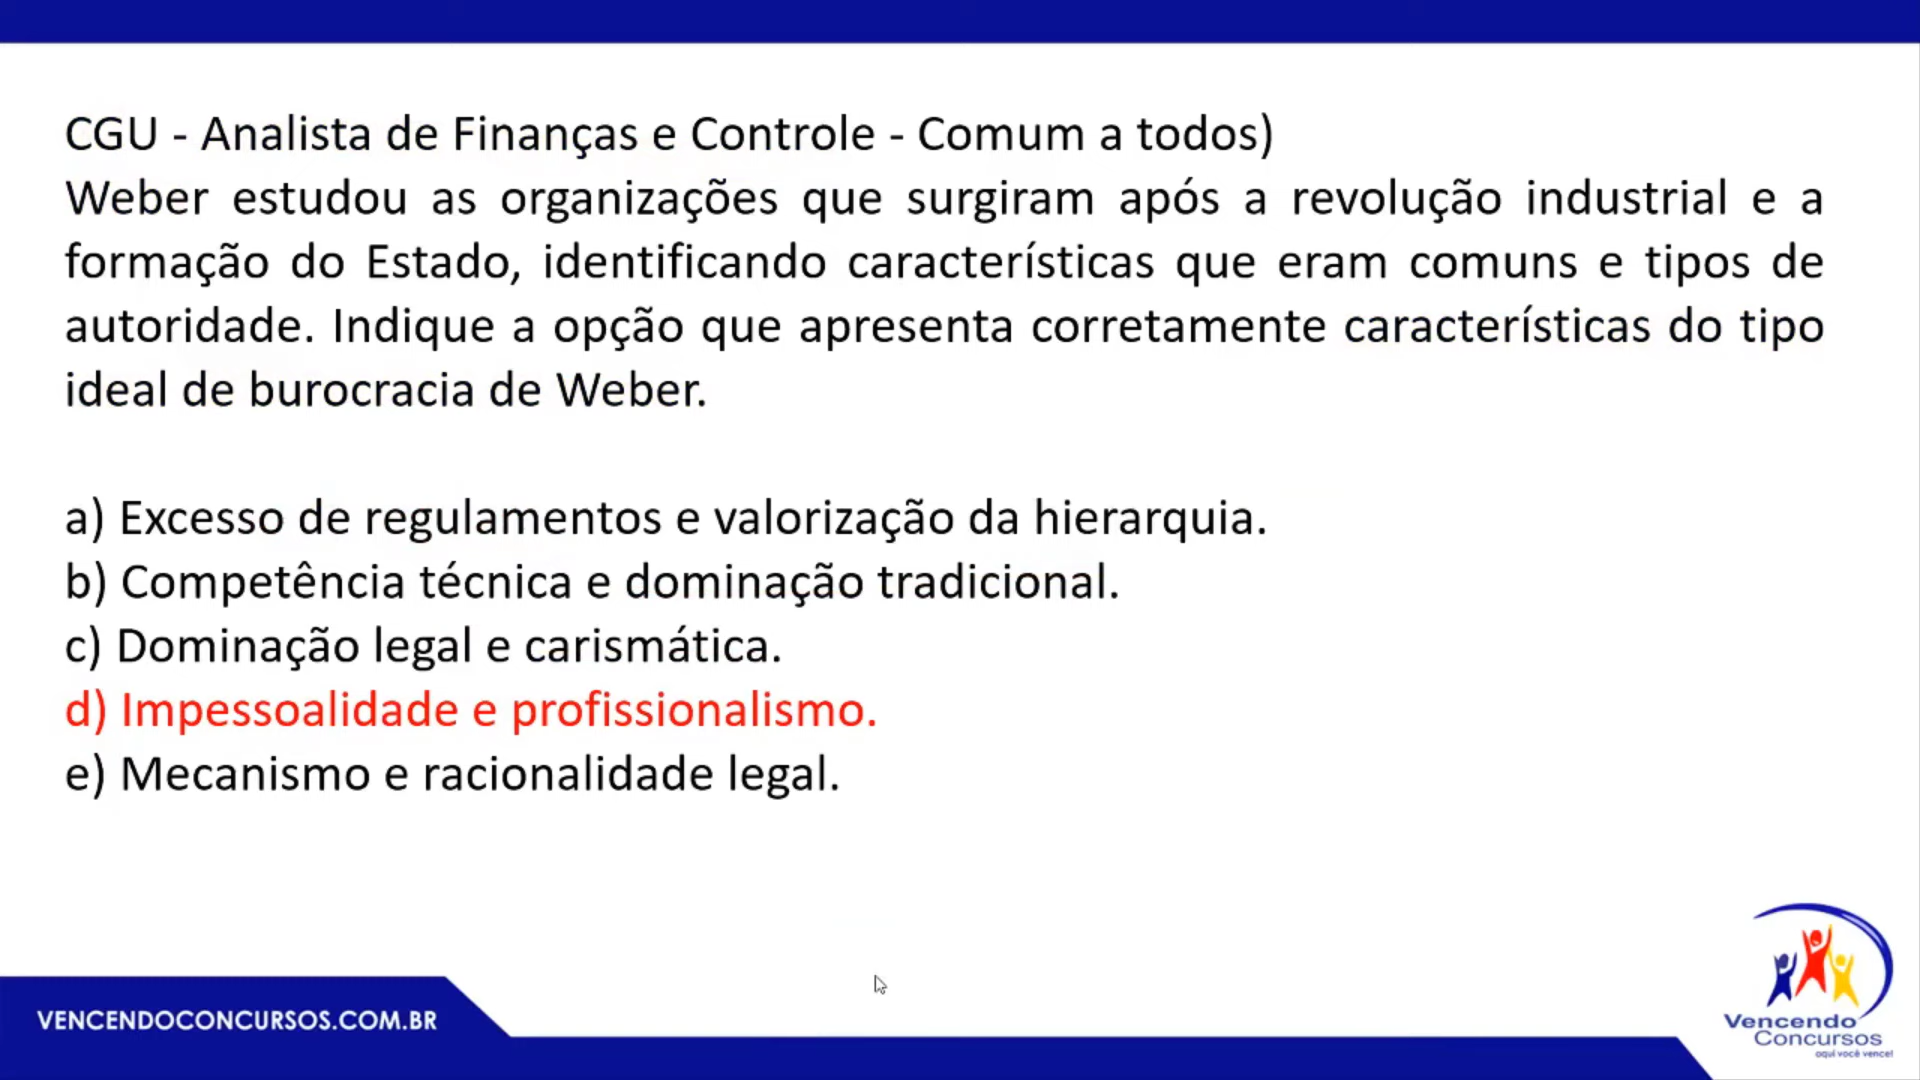 CGU - Analista de Finanças e Controle - Comum a todos)
Weber estudou as organizações que surgiram após a revolução industrial e a
formação do Estado, identificando características que eram comuns e tipos de
autoridade. Indique a opção que apresenta corretamente características do tipo
ideal de burocracia de Weber.
a) Excesso de regulamentos e valorização da hierarquia.
b) Competência técnica e dominação tradicional.
c) Dominação legal e carismática.
d) Impessoalidade e profissionalismo.
e) Mecanismo e racionalidade legal.
VENCENDOCONCURSOS.COM.BR
Vencendo
Concursos
aqui você vence!